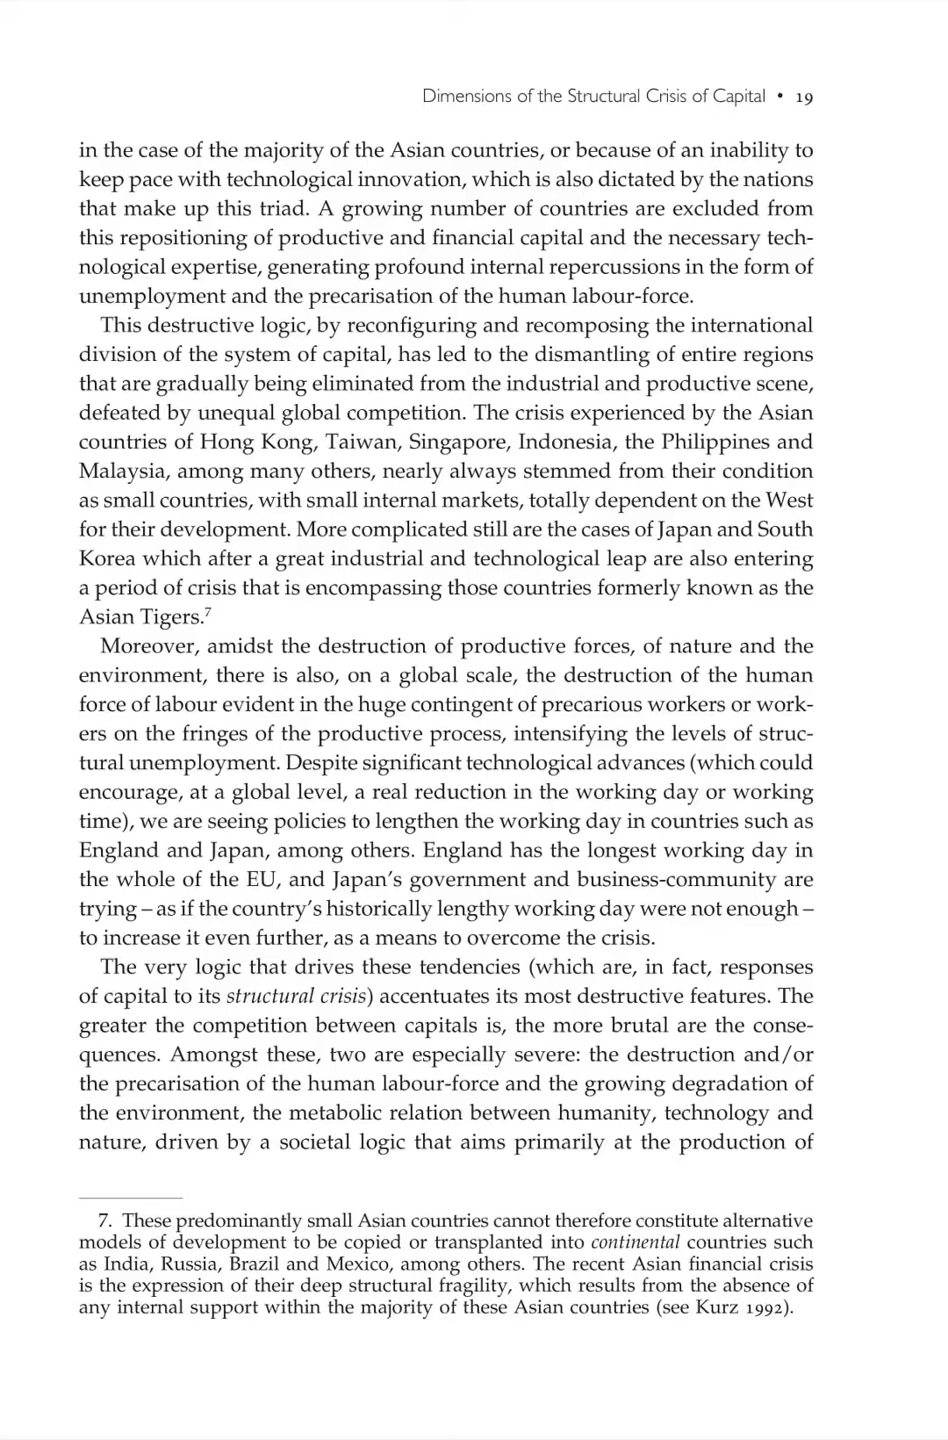 Dimensions of the Structural Crisis of Capital • 19
in the case of the majority of the Asian countries, or because of an inability to
keep pace with technological innovation, which is also dictated by the nations
that make up this triad. A growing number of countries are excluded from
this repositioning of productive and financial capital and the necessary tech-
nological expertise, generating profound internal repercussions in the form of
unemployment and the precarisation of the human labour-force.
This destructive logic, by reconfiguring and recomposing the international
division of the system of capital, has led to the dismantling of entire regions
that are gradually being eliminated from the industrial and productive scene,
defeated by unequal global competition. The crisis experienced by the Asian
countries of Hong Kong, Taiwan, Singapore, Indonesia, the Philippines and
Malaysia, among many others, nearly always stemmed from their condition
as small countries, with small internal markets, totally dependent on the West
for their development. More complicated still are the cases of Japan and South
Korea which after a great industrial and technological leap are also entering
a period of crisis that is encompassing those countries formerly known as the
Asian Tigers.7
Moreover, amidst the destruction of productive forces, of nature and the
environment, there is also, on a global scale, the destruction of the human
force of labour evident in the huge contingent of precarious workers or work-
ers on the fringes of the productive process, intensifying the levels of struc-
tural unemployment. Despite significant technological advances (which could
encourage, at a global level, a real reduction in the working day or working
time), we are seeing policies to lengthen the working day in countries such as
England and Japan, among others. England has the longest working day in
the whole of the EU, and Japan's government and business-community are
trying – as if the country's historically lengthy working day were not enough –
to increase it even further, as a means to overcome the crisis.
The very logic that drives these tendencies (which are, in fact, responses
of capital to its structural crisis) accentuates its most destructive features. The
greater the competition between capitals is, the more brutal are the conse-
quences. Amongst these, two are especially severe: the destruction and/or
the precarisation of the human labour-force and the growing degradation of
the environment, the metabolic relation between humanity, technology and
nature, driven by a societal logic that aims primarily at the production of
7. These predominantly small Asian countries cannot therefore constitute alternative
models of development to be copied or transplanted into continental countries such
as India, Russia, Brazil and Mexico, among others. The recent Asian financial crisis
is the expression of their deep structural fragility, which results from the absence of
any internal support within the majority of these Asian countries (see Kurz 1992).